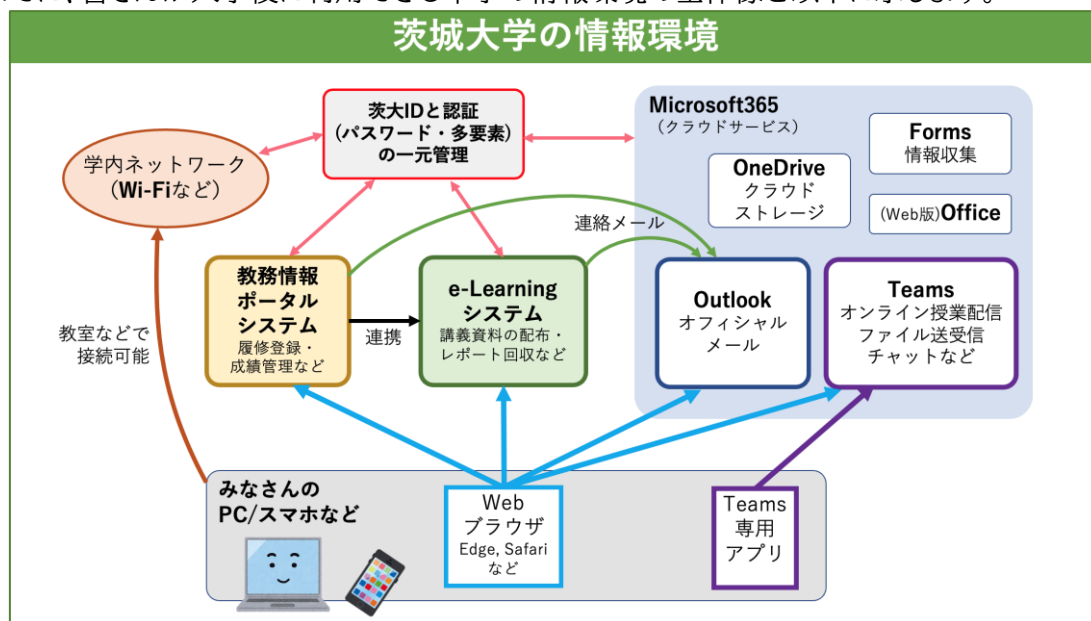 茨城大学の情報環境
茨大IDと認証
(パスワード・多要素)
の一元管理
学内ネットワーク
（Wi-Fiなど）
Microsoft365
（クラウドサービス）
Forms
情報収集
OneDrive
クラウド
ストレージ
(Web版)Office
連絡メール
教務情報
ポータル
システム
履修登録・
成績管理など
連携
e-Learning
システム
講義資料の配布・
レポート回収など
Outlook
オフィシャル
メール
Teams
オンライン授業配信
ファイル送受信
チャットなど
教室などで
接続可能
みなさんの
PC/スマホなど
Web
ブラウザ
Edge, Safari
など
Teams
専用
アプリ